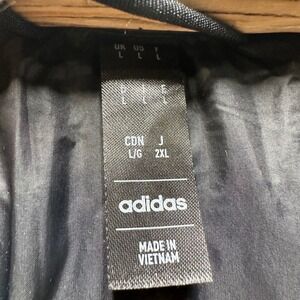 UK US F
L L L
D I E
L L L
CDN J
L/G 2XL
adidas
MADE IN
VIETNAM